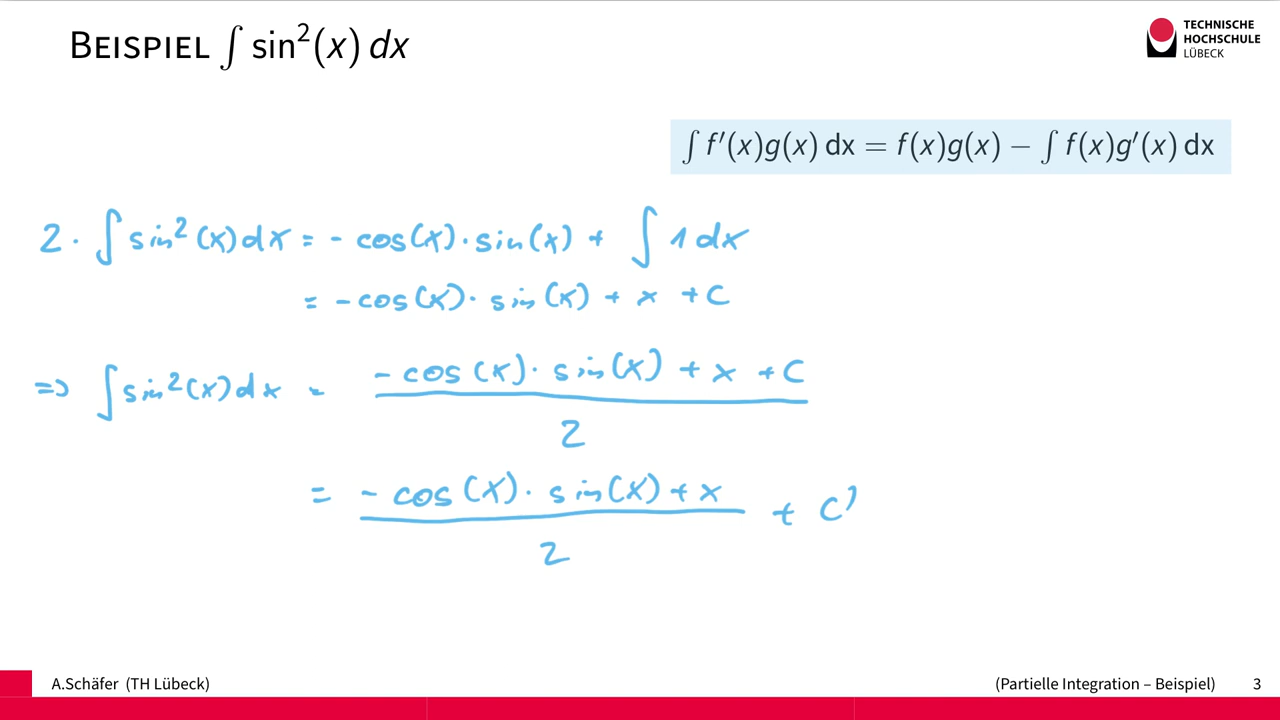 BEISPIEL ∫ sin²(x) dx
TECHNISCHE
HOCHSCHULE
LÜBECK
∫ f′(x)g(x) dx = f(x)g(x) − ∫ f(x)g′(x) dx
2 · ∫ sin²(x) dx = - cos(x) · sin(x) + ∫ 1 dx
= - cos(x) · sin(x) + x + C
=> ∫ sin²(x) dx = - cos(x) · sin(x) + x + C
2
= - cos(x) · sin(x) + x + C'
2
A.Schäfer (TH Lübeck) (Partielle Integration – Beispiel) 3